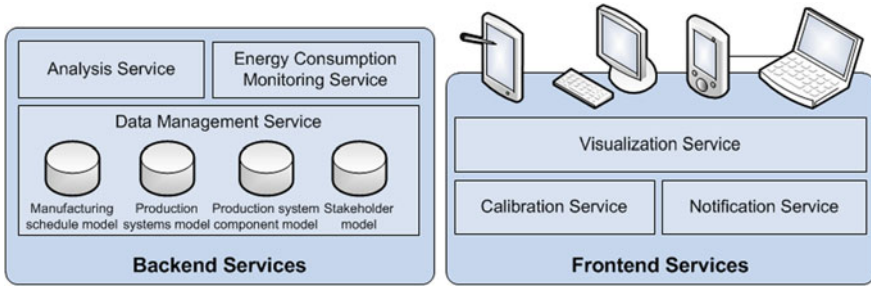 Analysis Service
Energy Consumption
Monitoring Service
Data Management Service
Manufacturing
schedule model
Production
systems model
Production system
component model
Stakeholder
model
Backend Services
Visualization Service
Calibration Service
Notification Service
Frontend Services